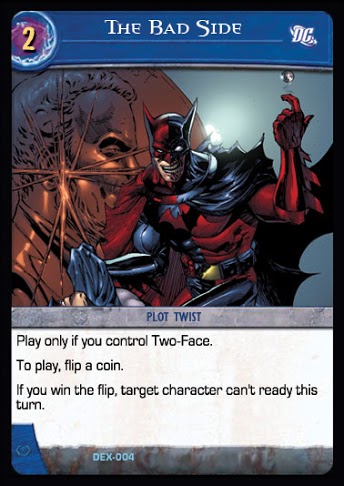 2
The Bad Side
DC
PLOT TWIST
Play only if you control Two-Face.
To play, flip a coin.
If you win the flip, target character can't ready this
turn.
DEX-004